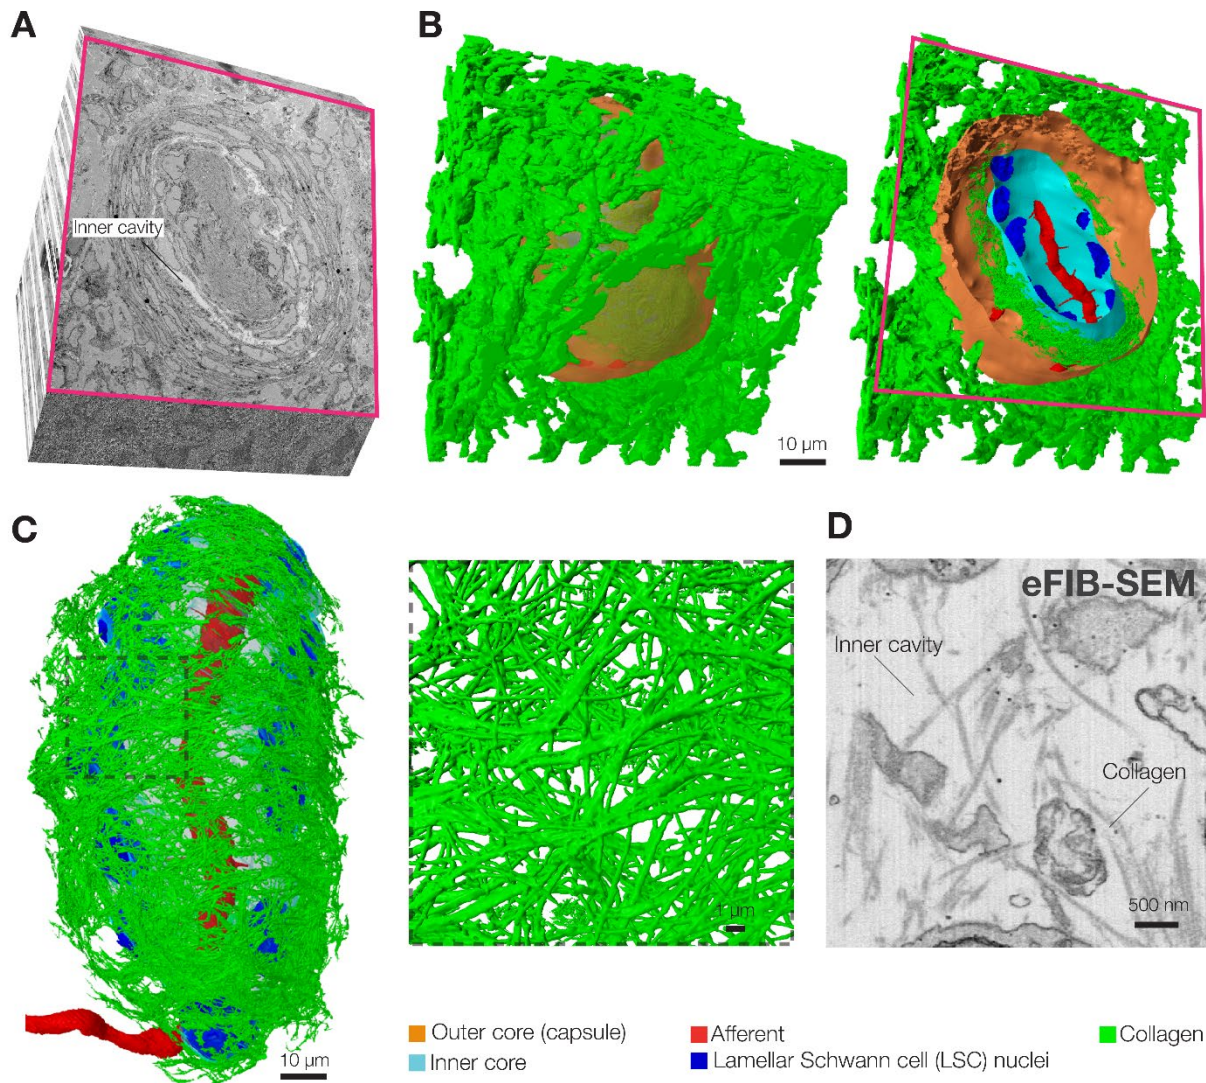 A
B
Inner cavity
10 µm
C
D
eFIB-SEM
Inner cavity
Collagen
1 µm
500 nm
10 µm
Outer core (capsule)
Afferent
Collagen
Inner core
Lamellar Schwann cell (LSC) nuclei